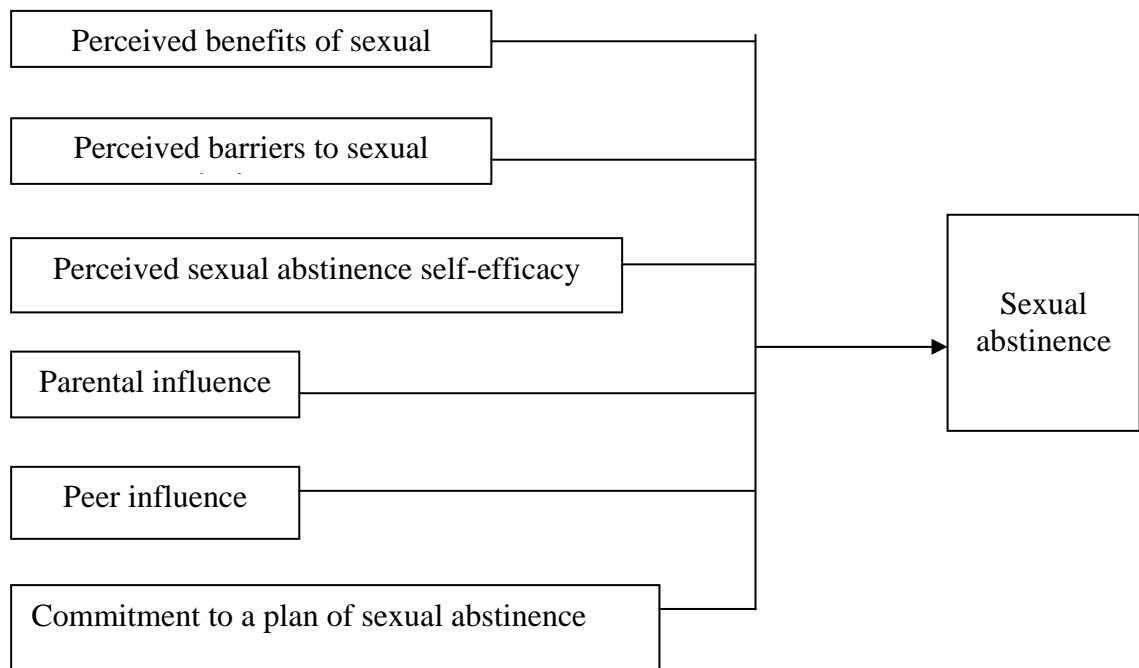 Perceived benefits of sexual
Perceived barriers to sexual
Perceived sexual abstinence self-efficacy
Parental influence
Peer influence
Commitment to a plan of sexual abstinence
Sexual
abstinence